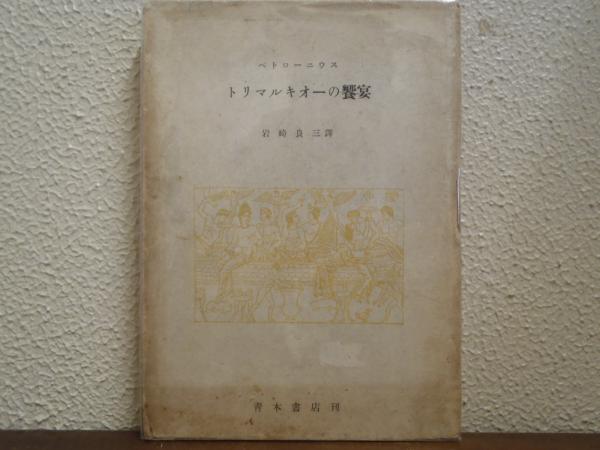 ペトローニウス
トリマルキオーの饗宴
岩崎良三譯
青木書店刊